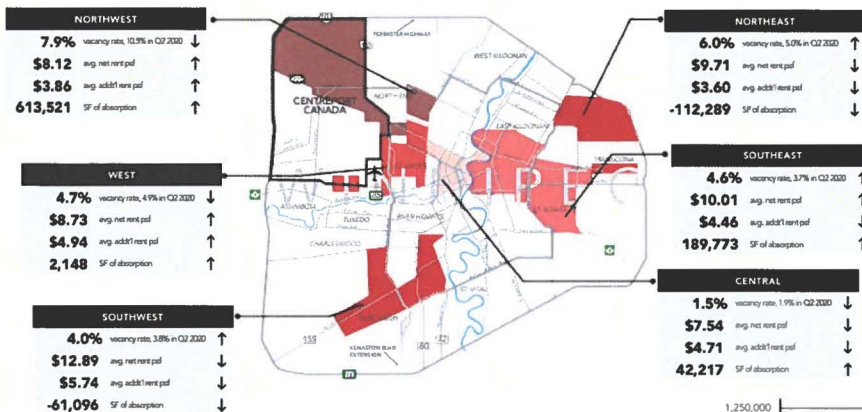 NORTHWEST
7.9% vacancy rate, 10.5% in Q2 2020 ↓
$8.12 avg. net rent psf ↑
$3.86 avg. addt'l rent psf ↑
613,521 SF of absorption ↑
WEST
4.7% vacancy rate, 4.9% in Q2 2020 ↓
$8.73 avg. net rent psf ↑
$4.94 avg. addt'l rent psf ↑
2,148 SF of absorption ↑
SOUTHWEST
4.0% vacancy rate, 3.8% in Q2 2020 ↑
$12.89 avg. net rent psf ↓
$5.74 avg. addt'l rent psf ↓
-61,096 SF of absorption ↓
PERIMETER HIGHWAY
WEST KILDONAN
CENTREPORT
CANADA
NORTH END
EAST KILDONAN
TRANSCONA
ASSINIBOIA
TUXEDO
RIVER HEIGHTS
CHARLESWOOD
ST. VITAL
KENASTON BLVD
EXTENSION
NORTHEAST
6.0% vacancy rate, 5.0% in Q2 2020 ↑
$9.71 avg. net rent psf ↓
$3.60 avg. addt'l rent psf ↓
-112,289 SF of absorption ↓
SOUTHEAST
4.6% vacancy rate, 3.7% in Q2 2020 ↑
$10.01 avg. net rent psf ↑
$4.46 avg. addt'l rent psf ↓
189,773 SF of absorption ↑
CENTRAL
1.5% vacancy rate, 1.9% in Q2 2020 ↓
$7.54 avg. net rent psf ↓
$4.71 avg. addt'l rent psf ↓
42,217 SF of absorption ↑
1,250,000